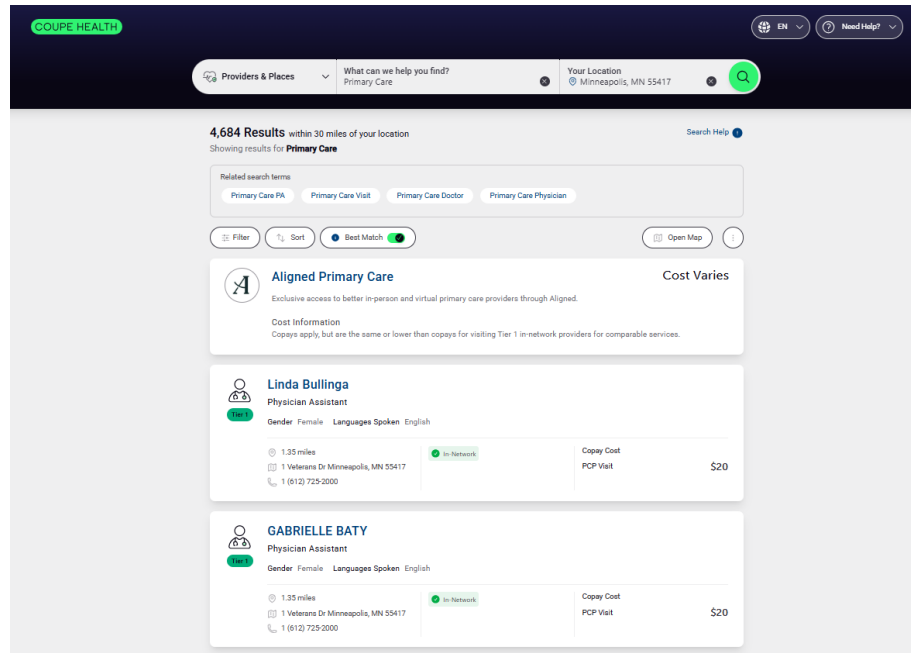 COUPE HEALTH
EN
Need Help?
Providers & Places
What can we help you find?
Primary Care
Your Location
Minneapolis, MN 55417
4,684 Results within 30 miles of your location
Search Help
Showing results for Primary Care
Related search terms
Primary Care PA
Primary Care Visit
Primary Care Doctor
Primary Care Physician
Filter
Sort
Best Match
Open Map
A
Aligned Primary Care
Cost Varies
Exclusive access to better in-person and virtual primary care providers through Aligned.
Cost Information
Copays apply, but are the same or lower than copays for visiting Tier 1 in-network providers for comparable services.
Linda Bullinga
Physician Assistant
Tier 1
Gender Female Languages Spoken English
1.35 miles
In-Network
Copay Cost
1 Veterans Dr Minneapolis, MN 55417
PCP Visit
$20
1 (612) 725-2000
GABRIELLE BATY
Physician Assistant
Tier 1
Gender Female Languages Spoken English
1.35 miles
In-Network
Copay Cost
1 Veterans Dr Minneapolis, MN 55417
PCP Visit
$20
1 (612) 725-2000